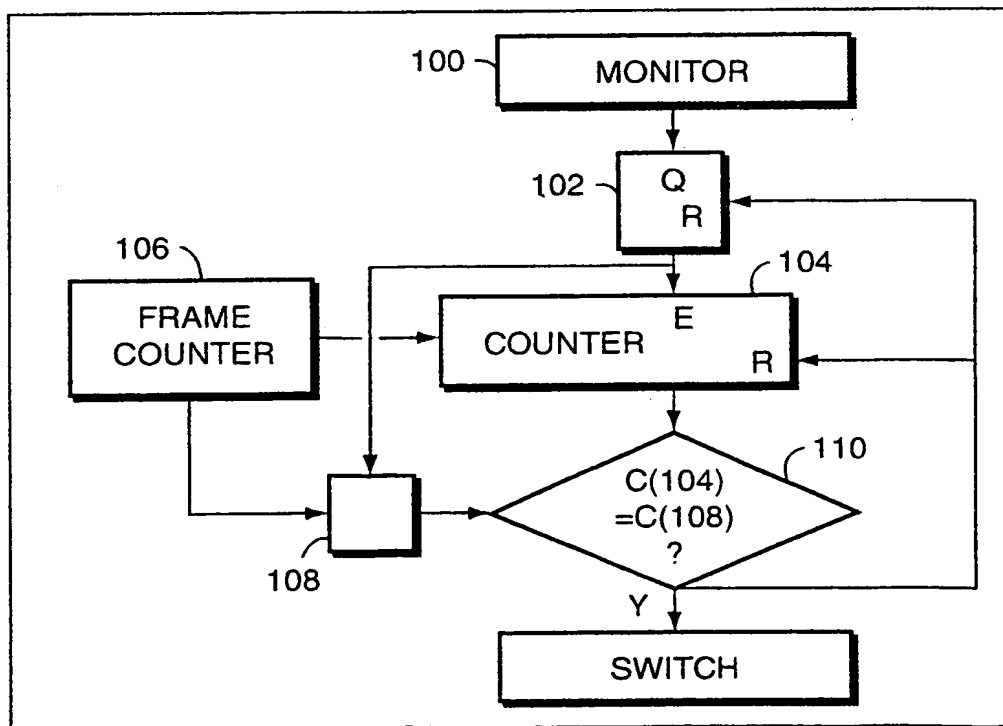 100
MONITOR
102
Q
R
106
104
FRAME
COUNTER
E
COUNTER
R
110
C(104)
=C(108)
?
108
Y
SWITCH